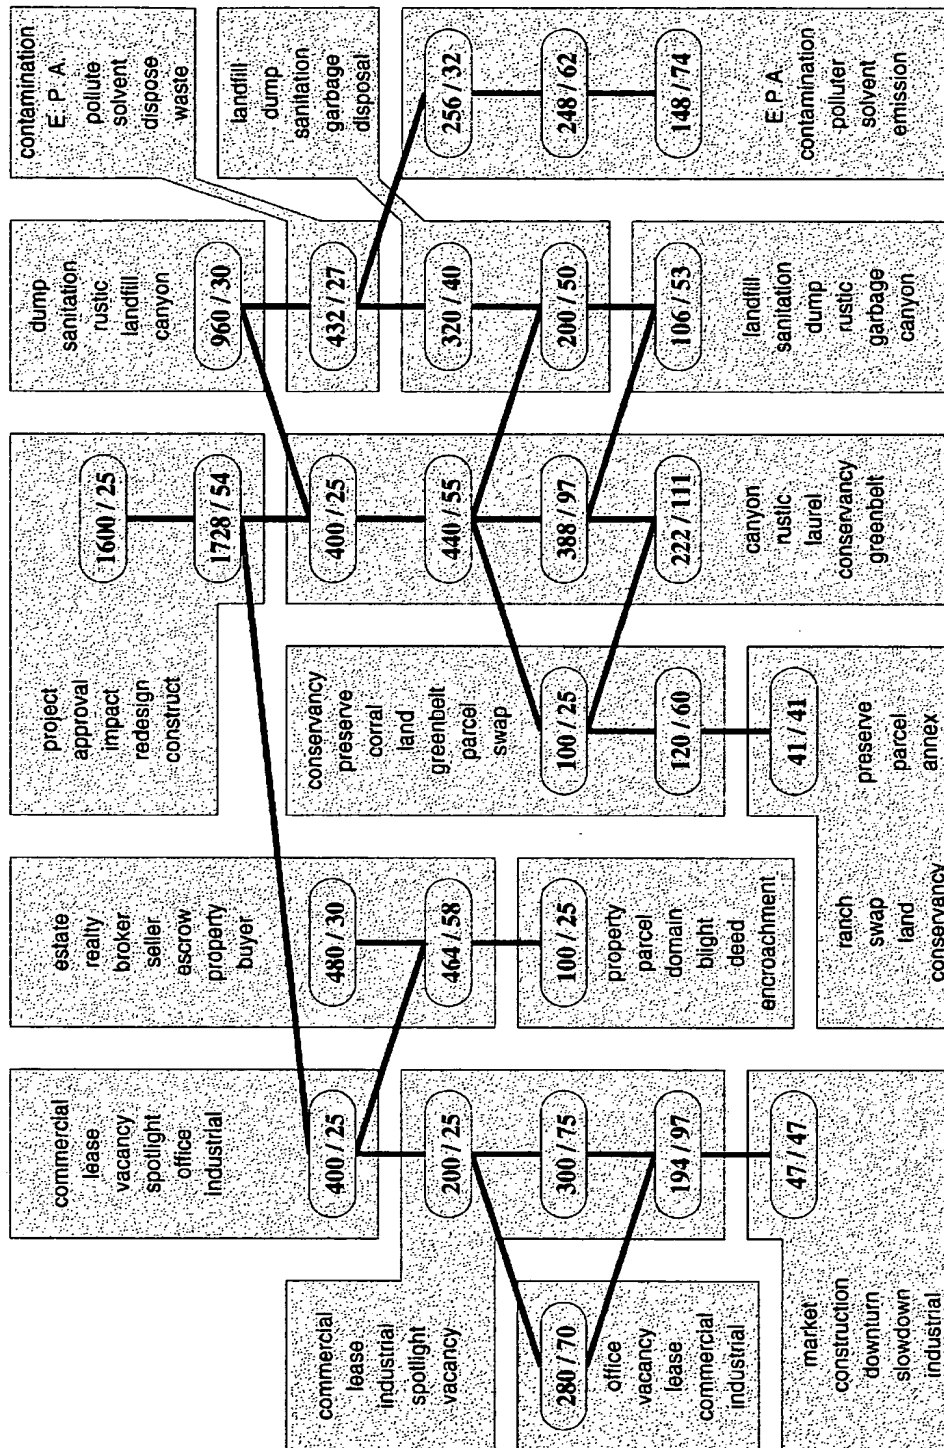 contamination
E. P. A.
pollute
solvent
dispose
waste
landfill
dump
sanitation
garbage
disposal
256 / 32
248 / 62
148 / 74
E.P.A.
contamination
polluter
solvent
emission
dump
sanitation
rustic
landfill
canyon
960 / 30
432 / 27
320 / 40
200 / 50
106 / 53
landfill
sanitation
dump
rustic
garbage
canyon
1600 / 25
1728 / 54
project
approval
impact
redesign
construct
400 / 25
440 / 55
388 / 97
222 / 111
canyon
rustic
laurel
conservancy
greenbelt
conservancy
preserve
corral
land
greenbelt
parcel
swap
100 / 25
120 / 60
41 / 41
preserve
parcel
annex
ranch
swap
land
conservancy
estate
realty
broker
seller
escrow
property
buyer
480 / 30
464 / 58
100 / 25
property
parcel
domain
blight
deed
encroachment
commercial
lease
vacancy
spotlight
office
Industrial
400 / 25
200 / 25
300 / 75
194 / 97
47 / 47
commercial
lease
industrial
spotlight
vacancy
280 / 70
office
vacancy
lease
commercial
industrial
market
construction
downturn
slowdown
industrial